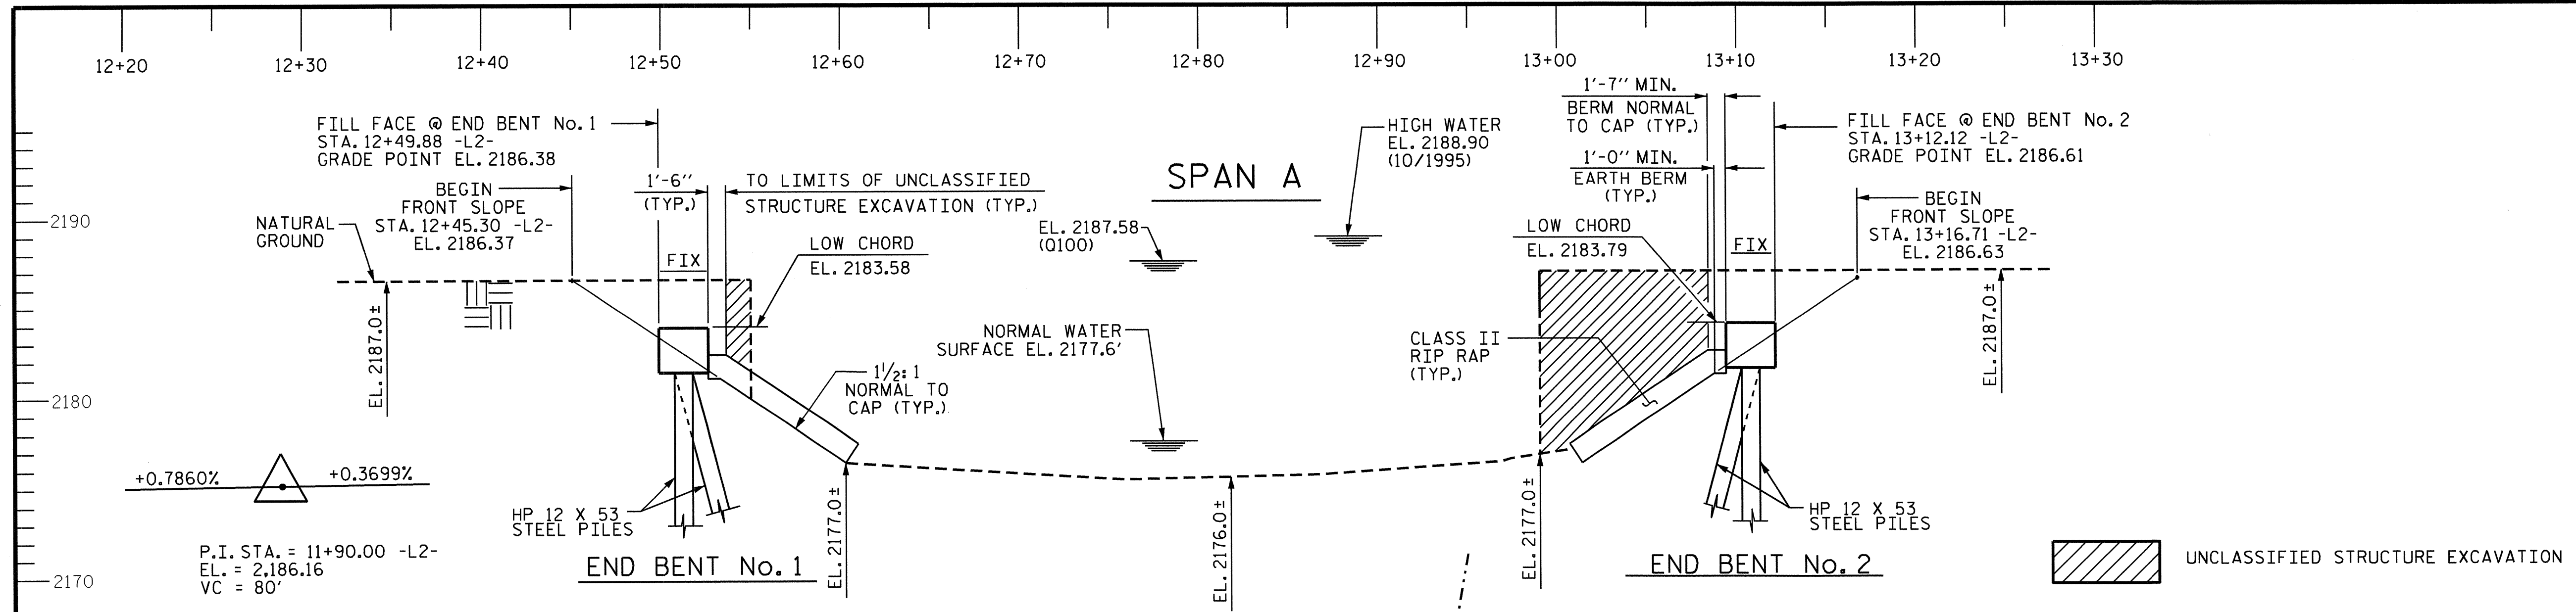 12+20
12+30
12+40
12+50
12+60
12+70
12+80
12+90
13+00
13+10
13+20
13+30
FILL FACE @ END BENT No. 1
STA. 12+49.88 -L2-
GRADE POINT EL. 2186.38
BEGIN
FRONT SLOPE
STA. 12+45.30 -L2-
EL. 2186.37
NATURAL
GROUND
1'-6''
(TYP.)
TO LIMITS OF UNCLASSIFIED
STRUCTURE EXCAVATION (TYP.)
FIX
LOW CHORD
EL. 2183.58
EL. 2187.58
(Q100)
SPAN A
HIGH WATER
EL. 2188.90
(10/1995)
1'-7'' MIN.
BERM NORMAL
TO CAP (TYP.)
1'-0'' MIN.
EARTH BERM
(TYP.)
LOW CHORD
EL. 2183.79
FIX
FILL FACE @ END BENT No. 2
STA. 13+12.12 -L2-
GRADE POINT EL. 2186.61
BEGIN
FRONT SLOPE
STA. 13+16.71 -L2-
EL. 2186.63
2190
2180
2170
EL. 2187.0±
1½:1
NORMAL TO
CAP (TYP.)
NORMAL WATER
SURFACE EL. 2177.6'
CLASS II
RIP RAP
(TYP.)
EL. 2187.0±
+0.7860%
+0.3699%
P.I. STA. = 11+90.00 -L2-
EL. = 2,186.16
VC = 80'
HP 12 X 53
STEEL PILES
END BENT No. 1
EL. 2177.0±
EL. 2176.0±
EL. 2177.0±
HP 12 X 53
STEEL PILES
END BENT No. 2
UNCLASSIFIED STRUCTURE EXCAVATION